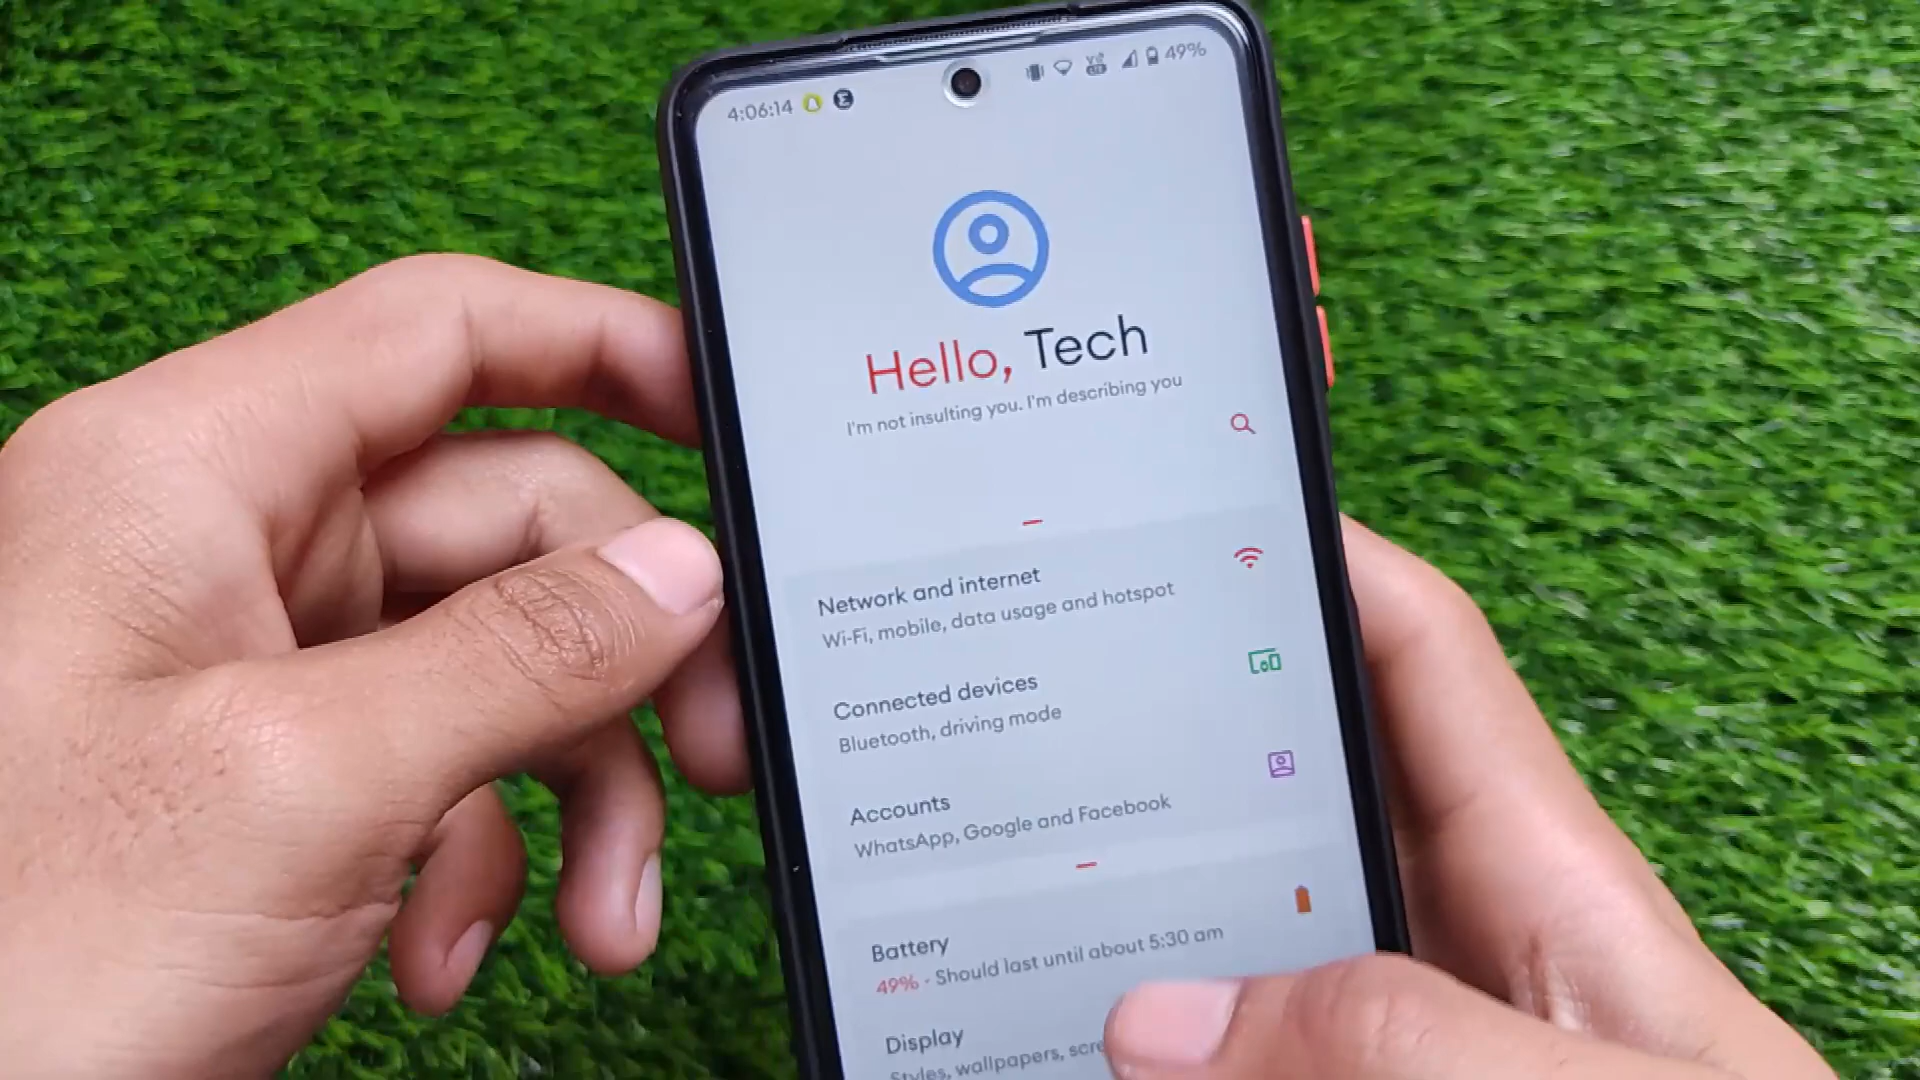 4:06:14
49%
Hello, Tech
I'm not insulting you. I'm describing you
Network and internet
Wi-Fi, mobile, data usage and hotspot
Connected devices
Bluetooth, driving mode
Accounts
WhatsApp, Google and Facebook
Battery
49% - Should last until about 5:30 am
Display
Styles, wallpapers,